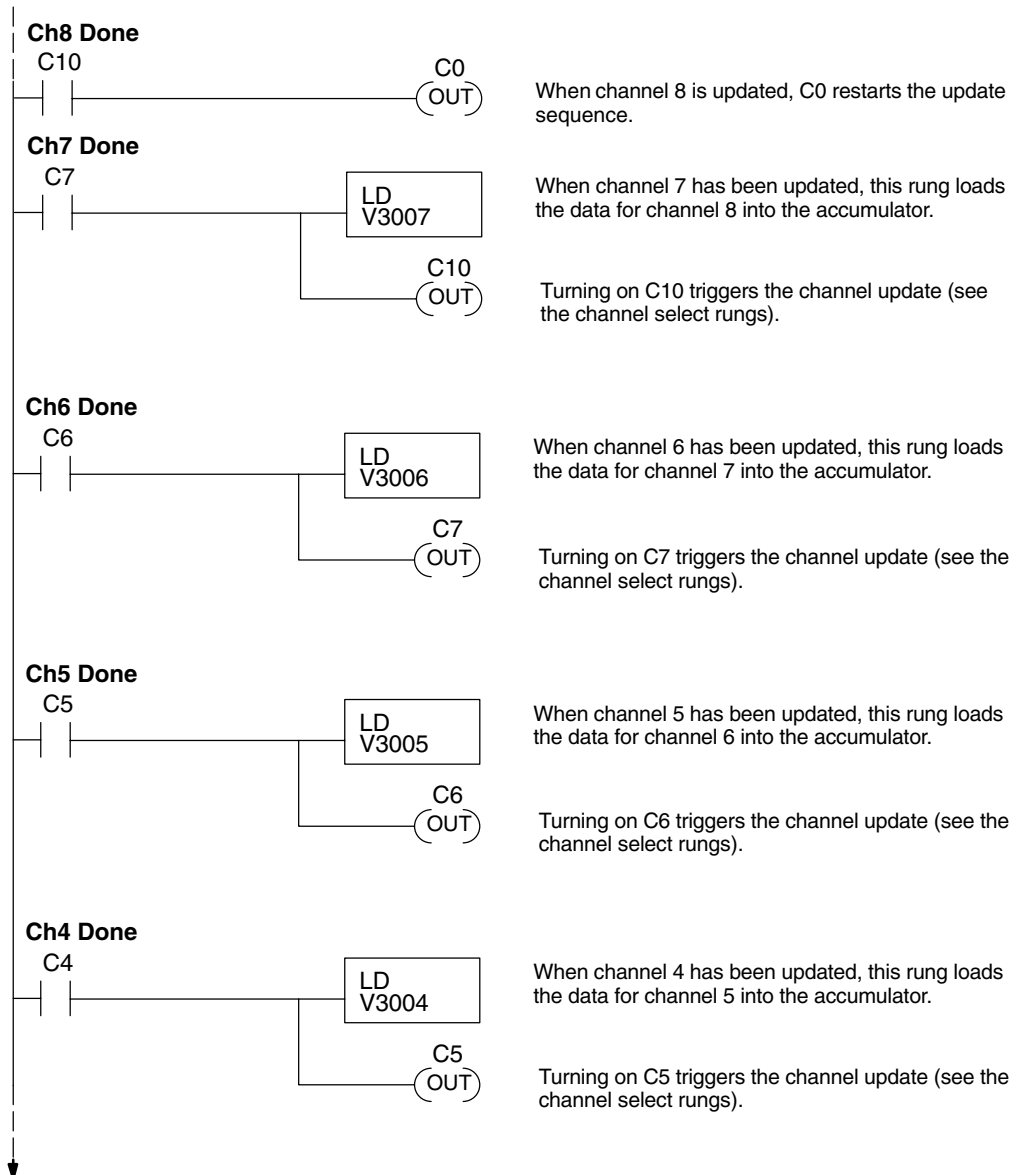 Ch8 Done
C10
C0
OUT
When channel 8 is updated, C0 restarts the update
sequence.
Ch7 Done
C7
LD
V3007
When channel 7 has been updated, this rung loads
the data for channel 8 into the accumulator.
C10
OUT
Turning on C10 triggers the channel update (see
the channel select rungs).
Ch6 Done
C6
LD
V3006
When channel 6 has been updated, this rung loads
the data for channel 7 into the accumulator.
C7
OUT
Turning on C7 triggers the channel update (see the
channel select rungs).
Ch5 Done
C5
LD
V3005
When channel 5 has been updated, this rung loads
the data for channel 6 into the accumulator.
C6
OUT
Turning on C6 triggers the channel update (see the
channel select rungs).
Ch4 Done
C4
LD
V3004
When channel 4 has been updated, this rung loads
the data for channel 5 into the accumulator.
C5
OUT
Turning on C5 triggers the channel update (see the
channel select rungs).